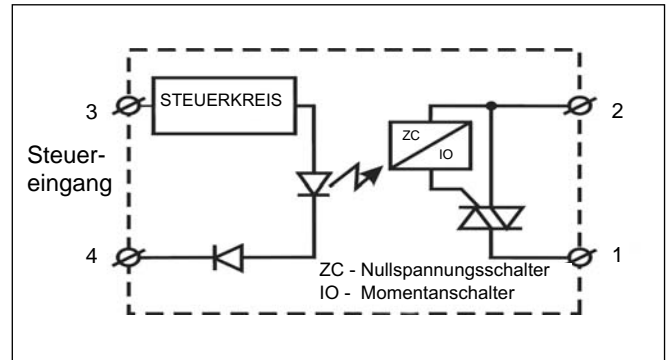 3
STEUERKREIS
2
ZC
IO
Steuer-
eingang
4
1
ZC - Nullspannungsschalter
IO - Momentanschalter